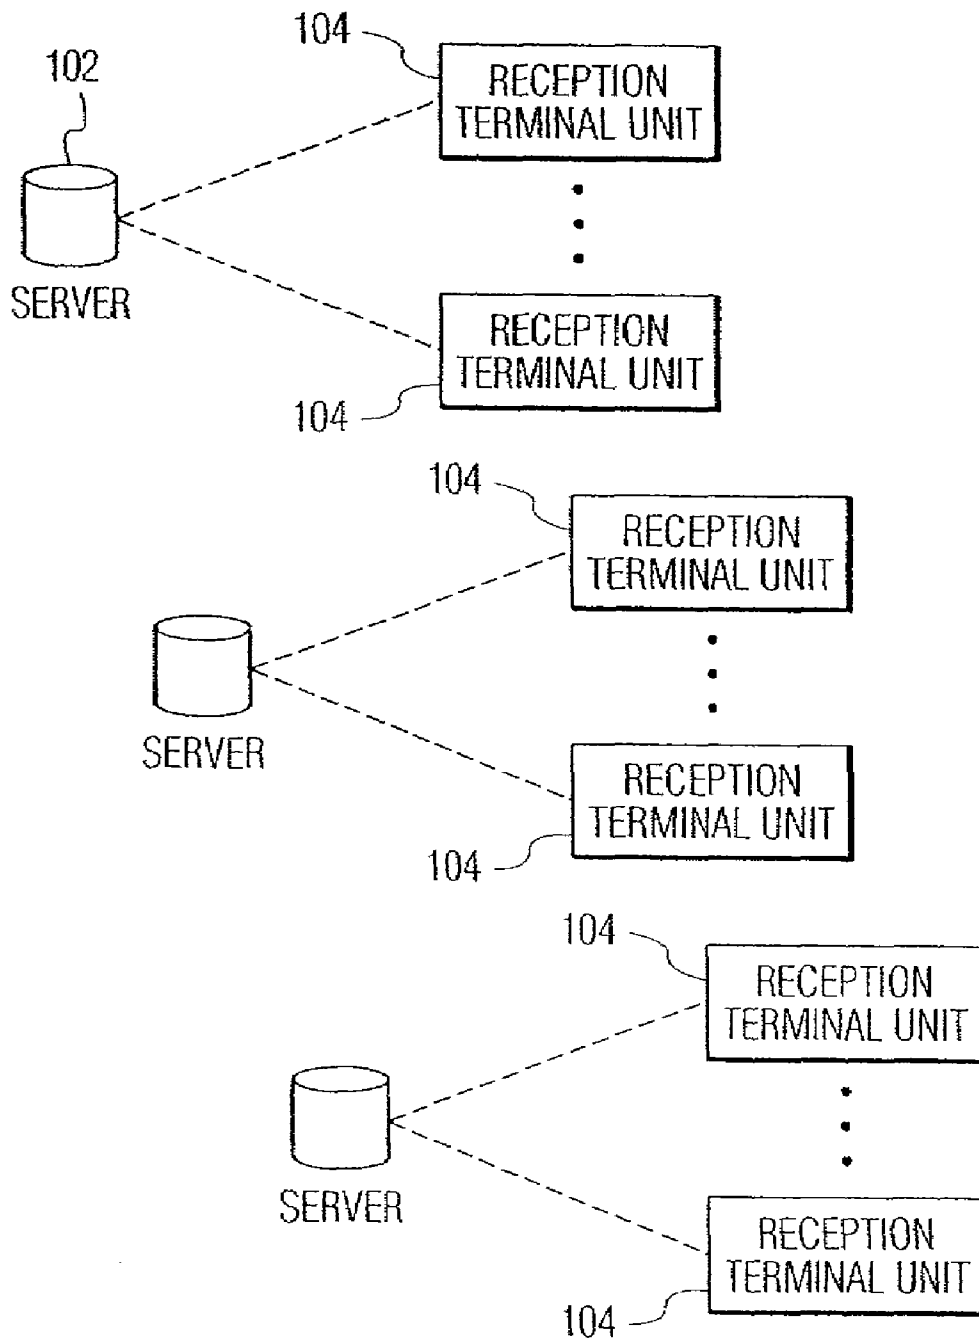 104
RECEPTION
TERMINAL UNIT
102
SERVER
RECEPTION
TERMINAL UNIT
104
104
RECEPTION
TERMINAL UNIT
SERVER
RECEPTION
TERMINAL UNIT
104
104
RECEPTION
TERMINAL UNIT
SERVER
RECEPTION
TERMINAL UNIT
104